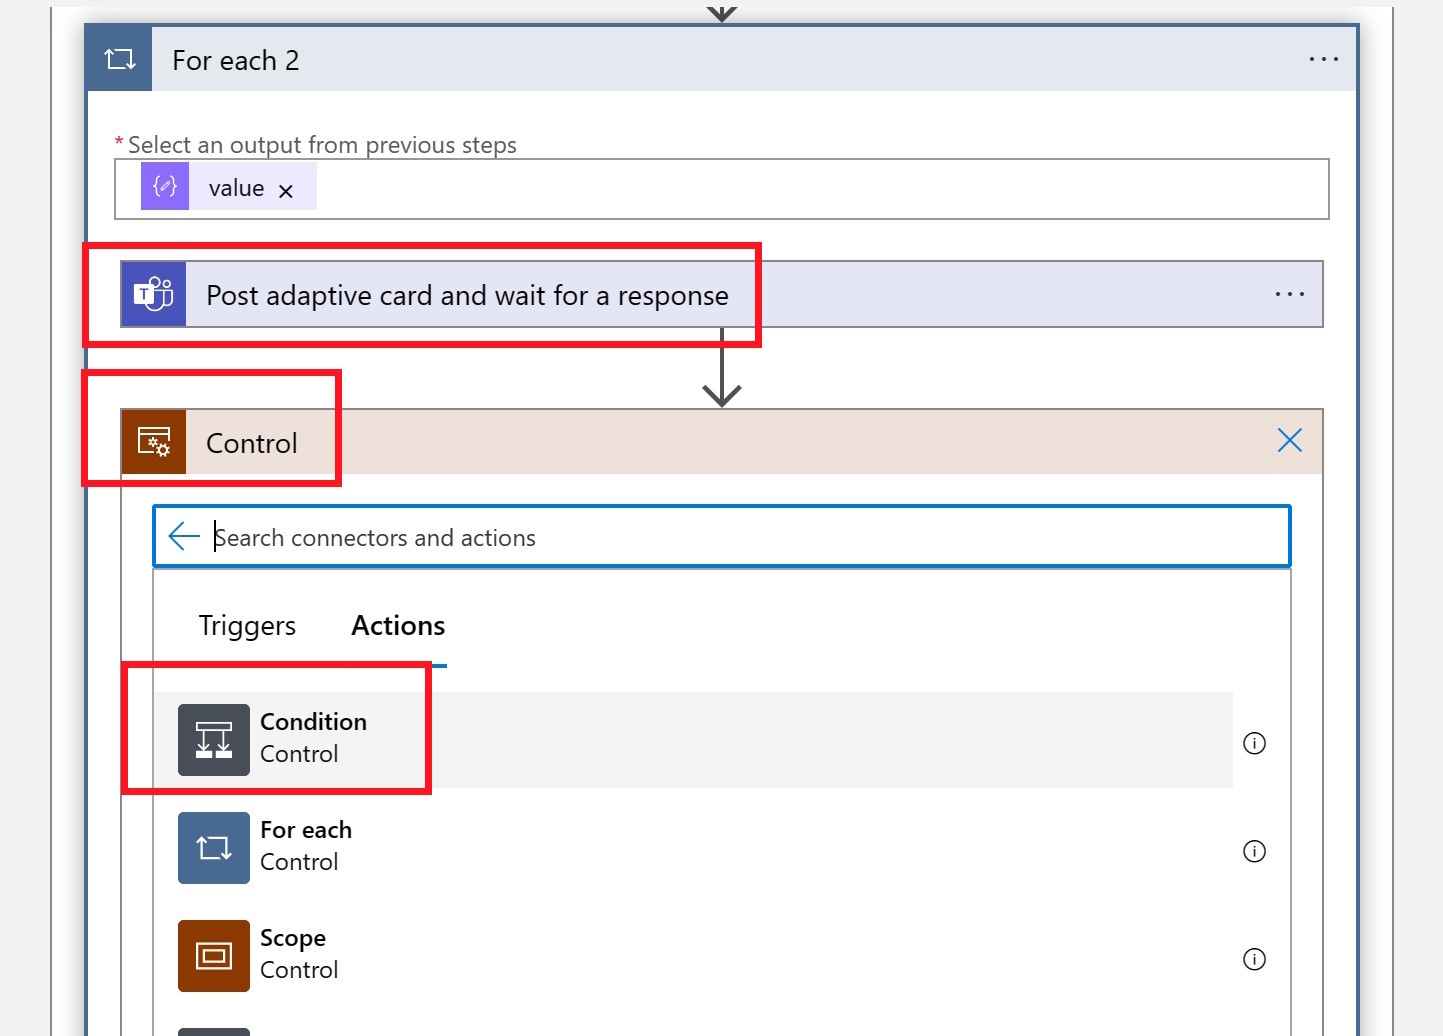 For each 2
* Select an output from previous steps
value
Post adaptive card and wait for a response
Control
Search connectors and actions
Triggers Actions
Condition
Control
For each
Control
Scope
Control